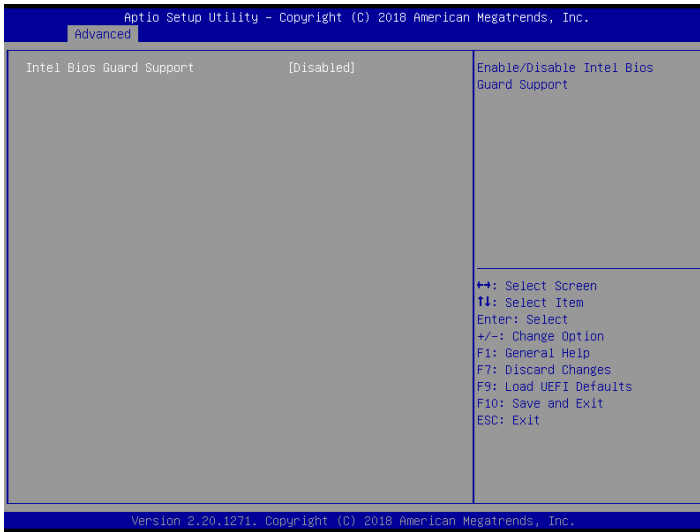 Aptio Setup Utility – Copyright (C) 2018 American Megatrends, Inc.
Advanced
Intel Bios Guard Support [Disabled]
Enable/Disable Intel Bios
Guard Support
↔: Select Screen
↑↓: Select Item
Enter: Select
+/-: Change Option
F1: General Help
F7: Discard Changes
F9: Load UEFI Defaults
F10: Save and Exit
ESC: Exit
Version 2.20.1271. Copyright (C) 2018 American Megatrends, Inc.